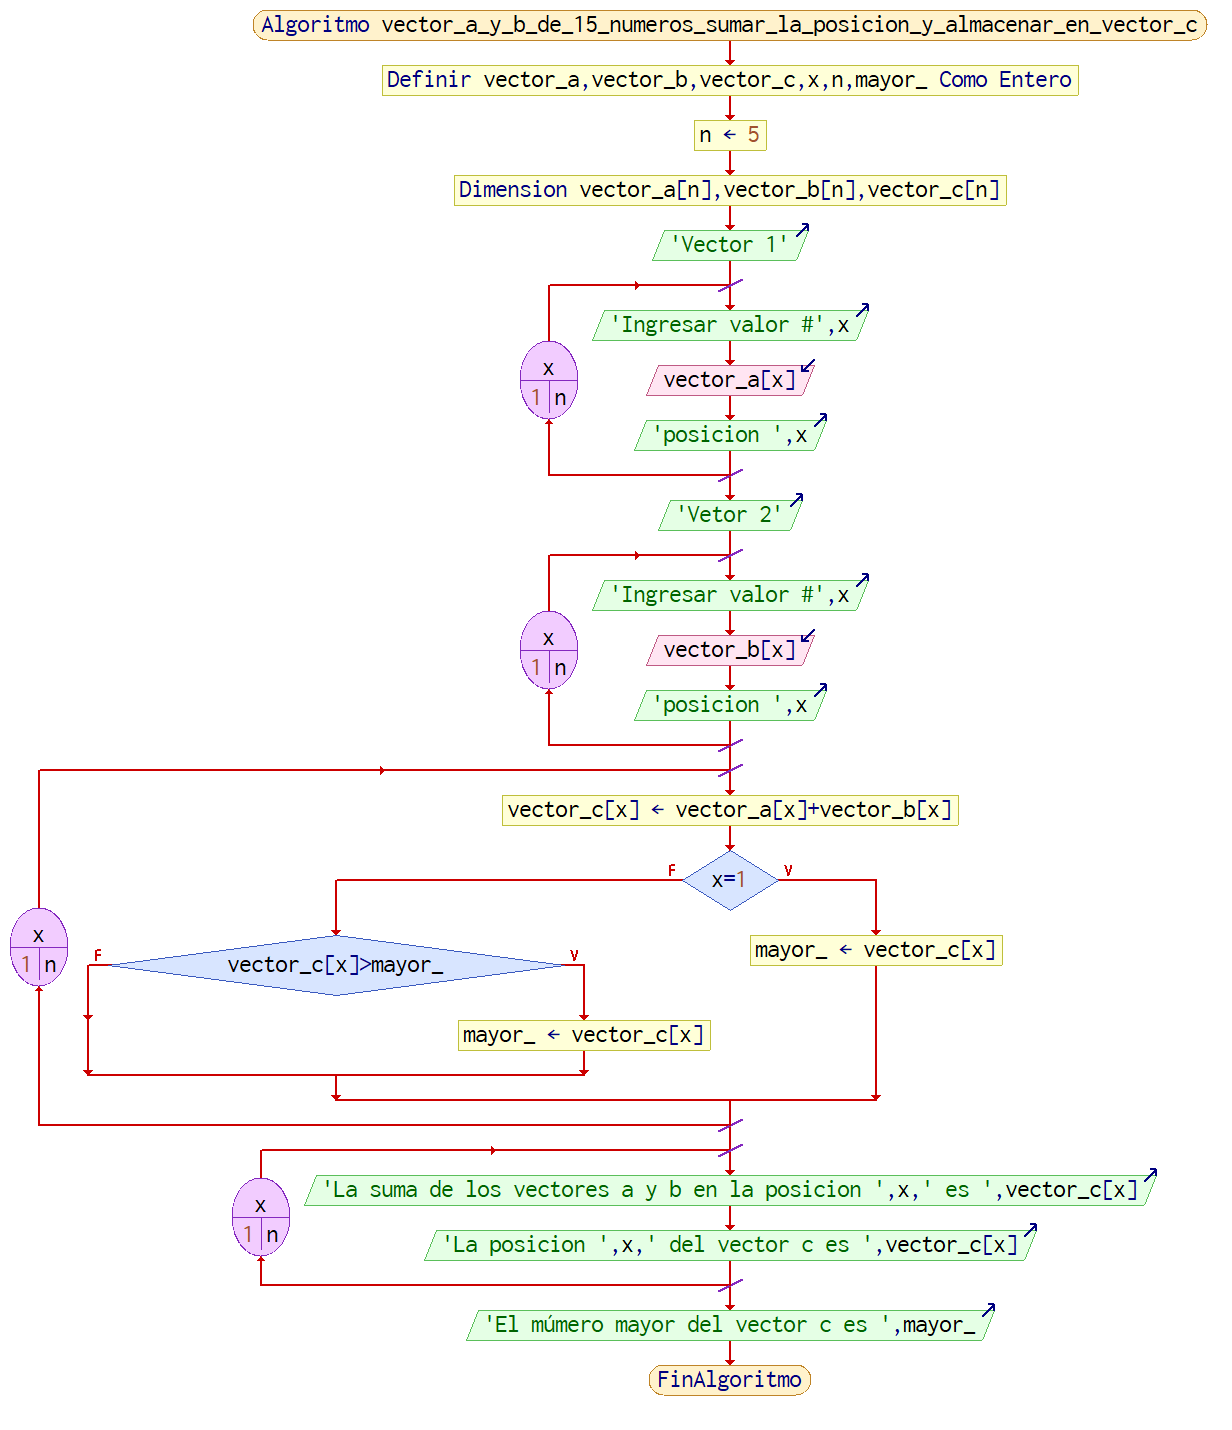 Algoritmo vector_a_y_b_de_15_numeros_sumar_la_posicion_y_almacenar_en_vector_c
Definir vector_a,vector_b,vector_c,x,n,mayor_ Como Entero
n ← 5
Dimension vector_a[n],vector_b[n],vector_c[n]
'Vector 1'
'Ingresar valor #',x
x
1 n
vector_a[x]
'posicion ',x
'Vetor 2'
'Ingresar valor #',x
x
1 n
vector_b[x]
'posicion ',x
vector_c[x] ← vector_a[x]+vector_b[x]
F x=1 V
x
1 n
F vector_c[x]>mayor_ V
mayor_ ← vector_c[x]
mayor_ ← vector_c[x]
x
1 n
'La suma de los vectores a y b en la posicion ',x,' es ',vector_c[x]
'La posicion ',x,' del vector c es ',vector_c[x]
'El múmero mayor del vector c es ',mayor_
FinAlgoritmo